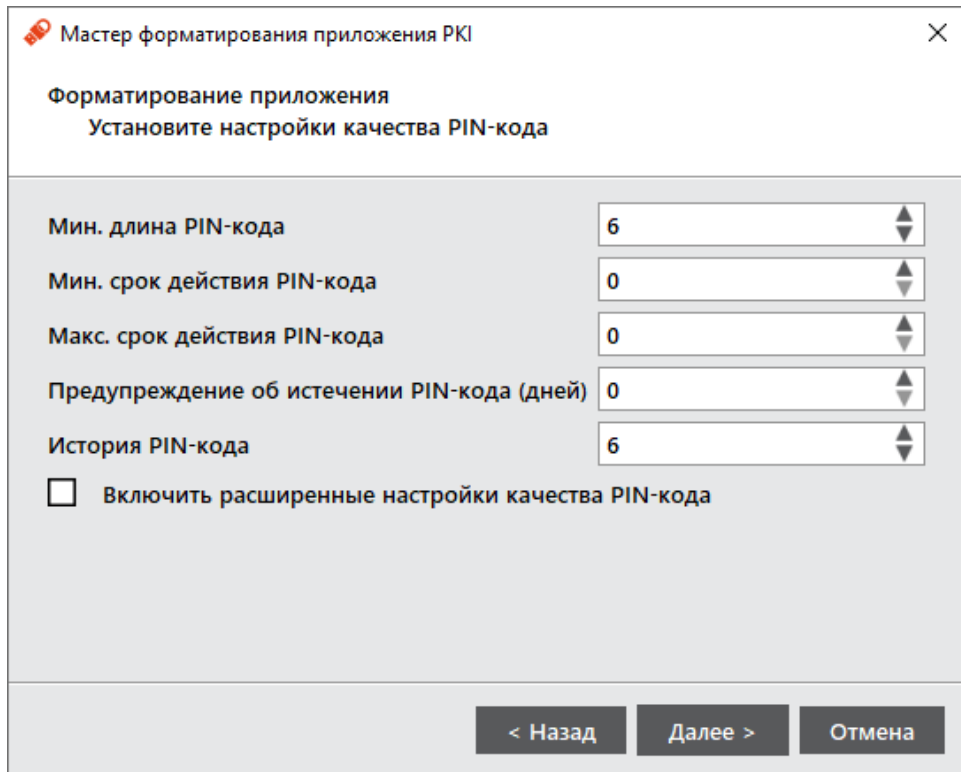 Мастер форматирования приложения PKI
Форматирование приложения
Установите настройки качества PIN-кода
Мин. длина PIN-кода 6
Мин. срок действия PIN-кода 0
Макс. срок действия PIN-кода 0
Предупреждение об истечении PIN-кода (дней) 0
История PIN-кода 6
Включить расширенные настройки качества PIN-кода
< Назад Далее > Отмена